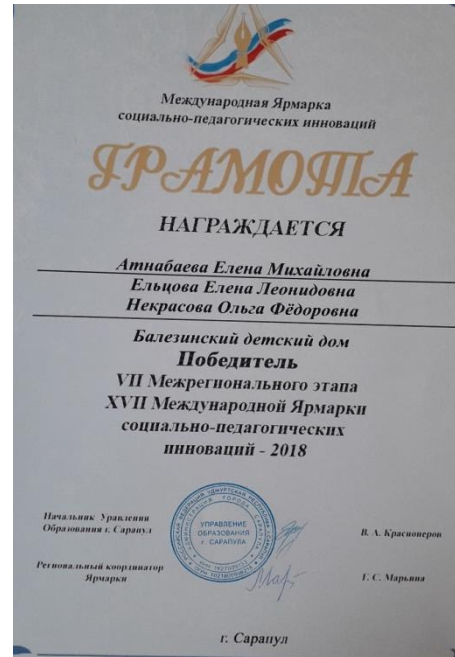 Международная Ярмарка
социально-педагогических инноваций
ГРАМОТА
НАГРАЖДАЕТСЯ
Атнабаева Елена Михайловна
Ельцова Елена Леонидовна
Некрасова Ольга Фёдоровна
Балезинский детский дом
Победитель
VII Межрегионального этапа
XVII Международной Ярмарки
социально-педагогических
инноваций - 2018
Начальник Управления
Образования г. Сарапул
УПРАВЛЕНИЕ
ОБРАЗОВАНИЯ
г. САРАПУЛА
В. А. Красноперов
Региональный координатор
Ярмарки
Г. С. Марьина
г. Сарапул